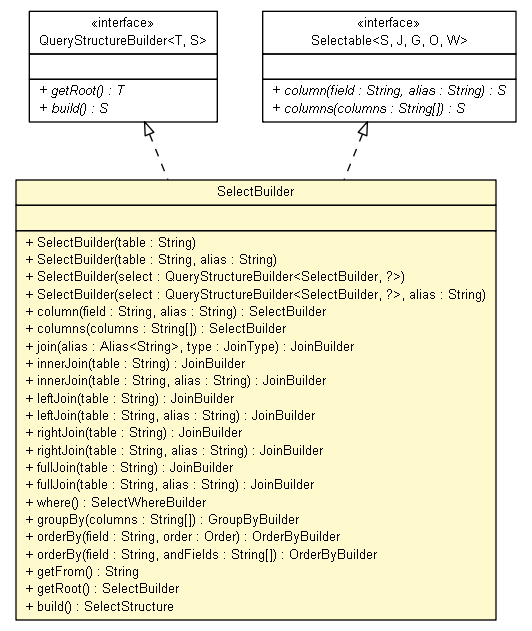 «interface»
QueryStructureBuilder<T, S>
+ getRoot() : T
+ build() : S
«interface»
Selectable<S, J, G, O, W>
+ column(field : String, alias : String) : S
+ columns(columns : String[]) : S
SelectBuilder
+ SelectBuilder(table : String)
+ SelectBuilder(table : String, alias : String)
+ SelectBuilder(select : QueryStructureBuilder<SelectBuilder, ?>)
+ SelectBuilder(select : QueryStructureBuilder<SelectBuilder, ?>, alias : String)
+ column(field : String, alias : String) : SelectBuilder
+ columns(columns : String[]) : SelectBuilder
+ join(alias : Alias<String>, type : JoinType) : JoinBuilder
+ innerJoin(table : String) : JoinBuilder
+ innerJoin(table : String, alias : String) : JoinBuilder
+ leftJoin(table : String) : JoinBuilder
+ leftJoin(table : String, alias : String) : JoinBuilder
+ rightJoin(table : String) : JoinBuilder
+ rightJoin(table : String, alias : String) : JoinBuilder
+ fullJoin(table : String) : JoinBuilder
+ fullJoin(table : String, alias : String) : JoinBuilder
+ where() : SelectWhereBuilder
+ groupBy(columns : String[]) : GroupByBuilder
+ orderBy(field : String, order : Order) : OrderByBuilder
+ orderBy(field : String, andFields : String[]) : OrderByBuilder
+ getFrom() : String
+ getRoot() : SelectBuilder
+ build() : SelectStructure